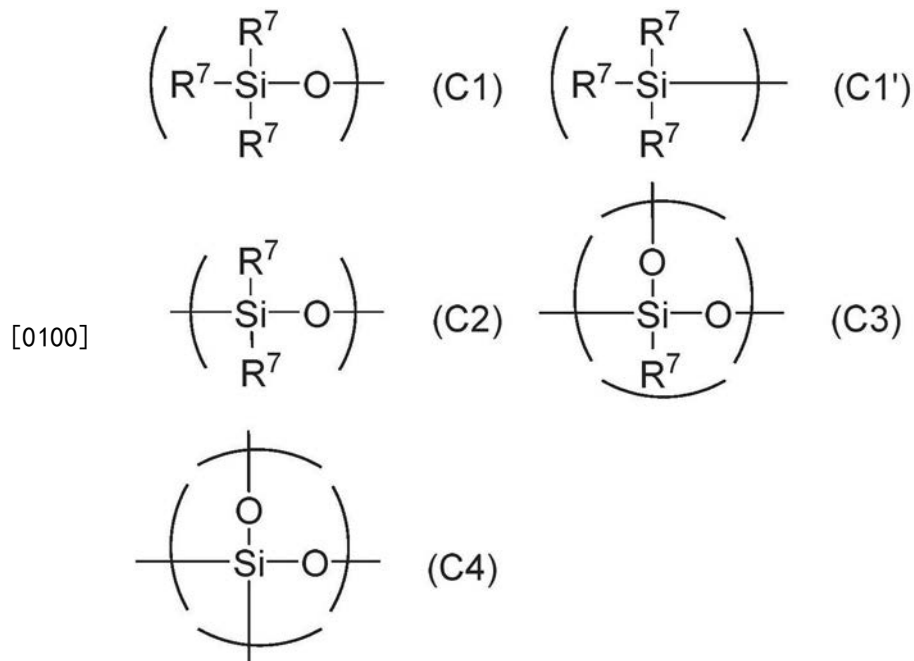 R⁷
R⁷-Si-O- (C1)
R⁷
R⁷
R⁷-Si- (C1')
R⁷
[0100]
R⁷
-Si-O- (C2)
R⁷
O
-Si-O- (C3)
R⁷
O
-Si-O- (C4)